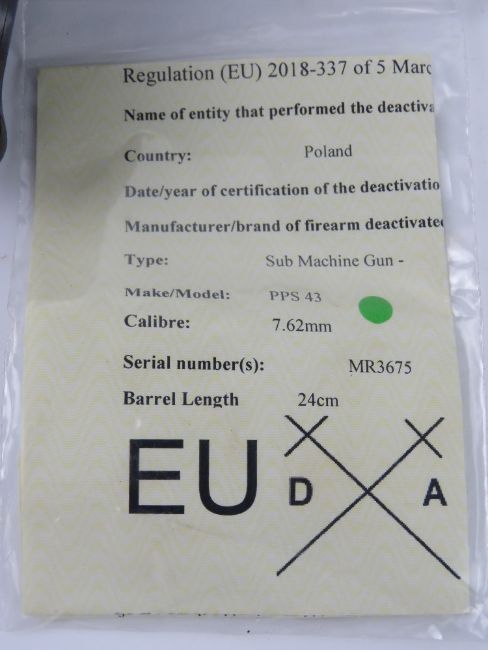 Regulation (EU) 2018-337 of 5 Marc
Name of entity that performed the deactiva
Country: Poland
Date/year of certification of the deactivatio
Manufacturer/brand of firearm deactivated
Type: Sub Machine Gun -
Make/Model: PPS 43
Calibre: 7.62mm
Serial number(s): MR3675
Barrel Length 24cm
EU D A